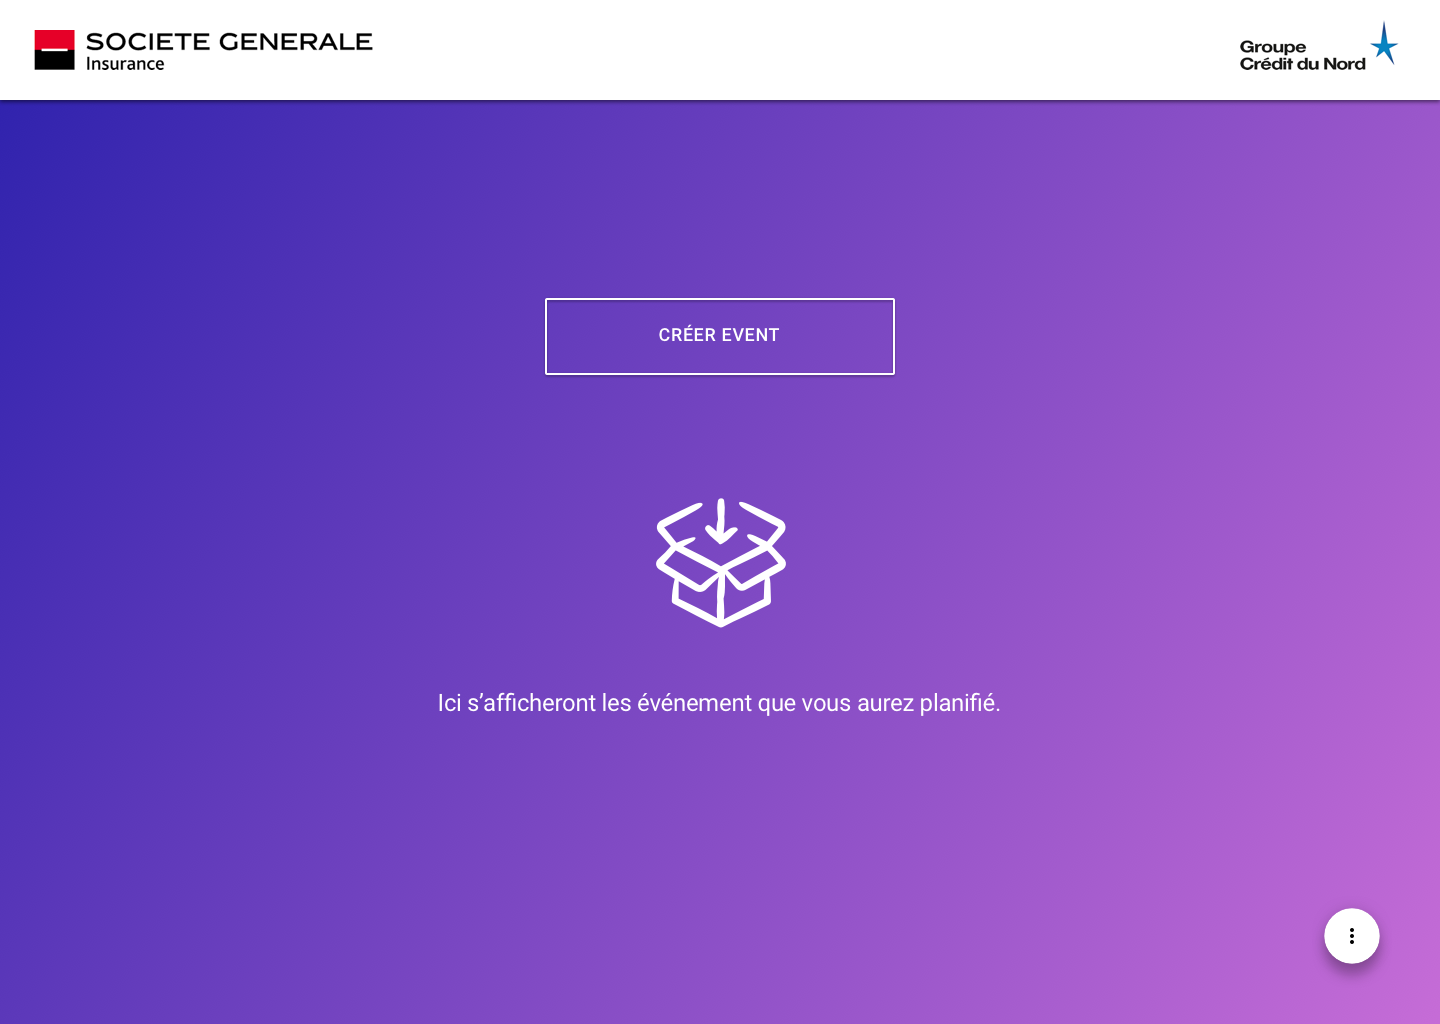 SOCIETE GENERALE
Insurance
Groupe
Crédit du Nord
CRÉER EVENT
Ici s’afficheront les événement que vous aurez planifié.